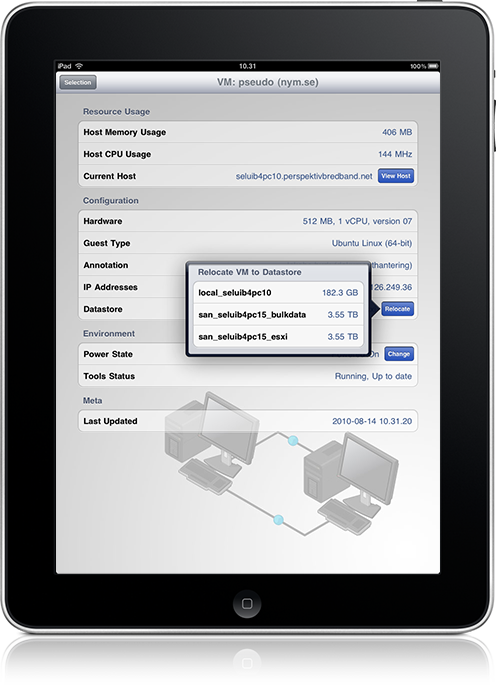 iPad 10.31 100%
Selection VM: pseudo (nym.se)
Resource Usage
Host Memory Usage 406 MB
Host CPU Usage 144 MHz
Current Host seluib4pc10.perspektivbredband.net View Host
Configuration
Hardware 512 MB, 1 vCPU, version 07
Guest Type Ubuntu Linux (64-bit)
Annotation thantering)
IP Addresses 126.249.36
Datastore Relocate
Relocate VM to Datastore
local_seluib4pc10 182.3 GB
san_seluib4pc15_bulkdata 3.55 TB
san_seluib4pc15_esxi 3.55 TB
Environment
Power State On Change
Tools Status Running, Up to date
Meta
Last Updated 2010-08-14 10.31.20